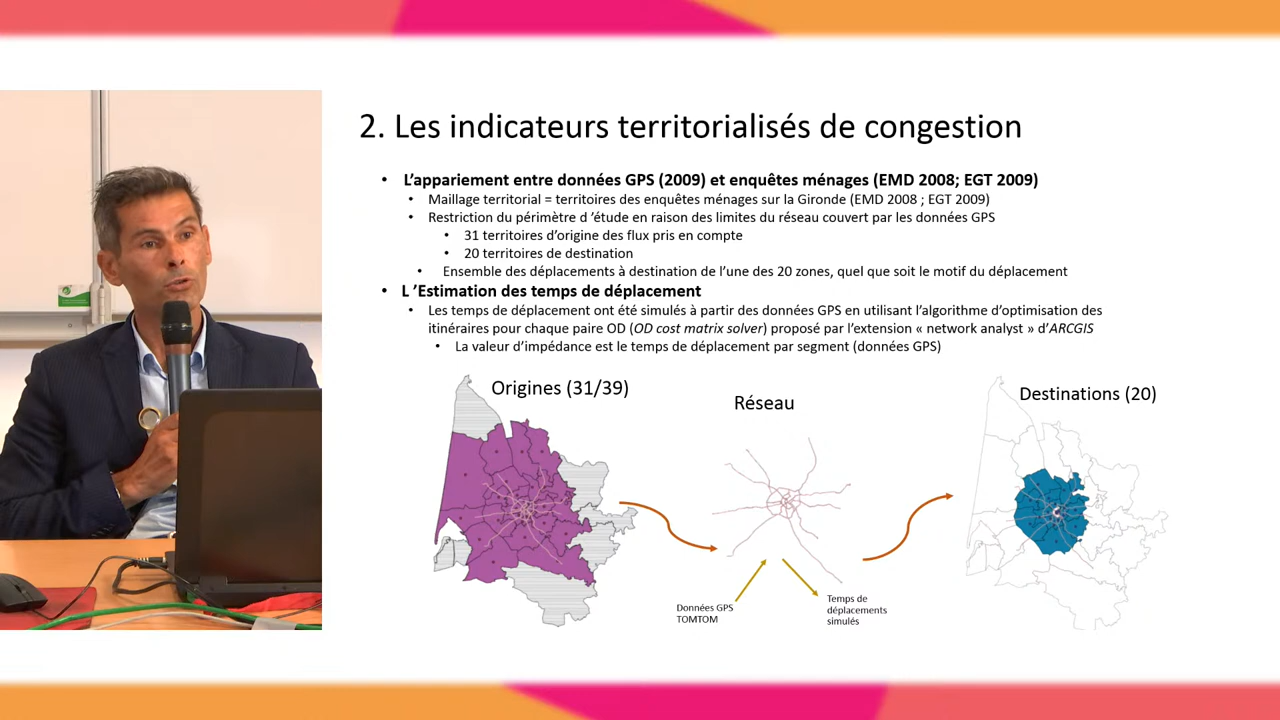 2. Les indicateurs territorialisés de congestion
• L’appariement entre données GPS (2009) et enquêtes ménages (EMD 2008; EGT 2009)
• Maillage territorial = territoires des enquêtes ménages sur la Gironde (EMD 2008 ; EGT 2009)
• Restriction du périmètre d ’étude en raison des limites du réseau couvert par les données GPS
• 31 territoires d’origine des flux pris en compte
• 20 territoires de destination
• Ensemble des déplacements à destination de l’une des 20 zones, quel que soit le motif du déplacement
• L ’Estimation des temps de déplacement
• Les temps de déplacement ont été simulés à partir des données GPS en utilisant l’algorithme d’optimisation des
itinéraires pour chaque paire OD (OD cost matrix solver) proposé par l’extension « network analyst » d’ARCGIS
• La valeur d’impédance est le temps de déplacement par segment (données GPS)
Origines (31/39)
Réseau
Destinations (20)
Données GPS
TOMTOM
Temps de
déplacements
simulés